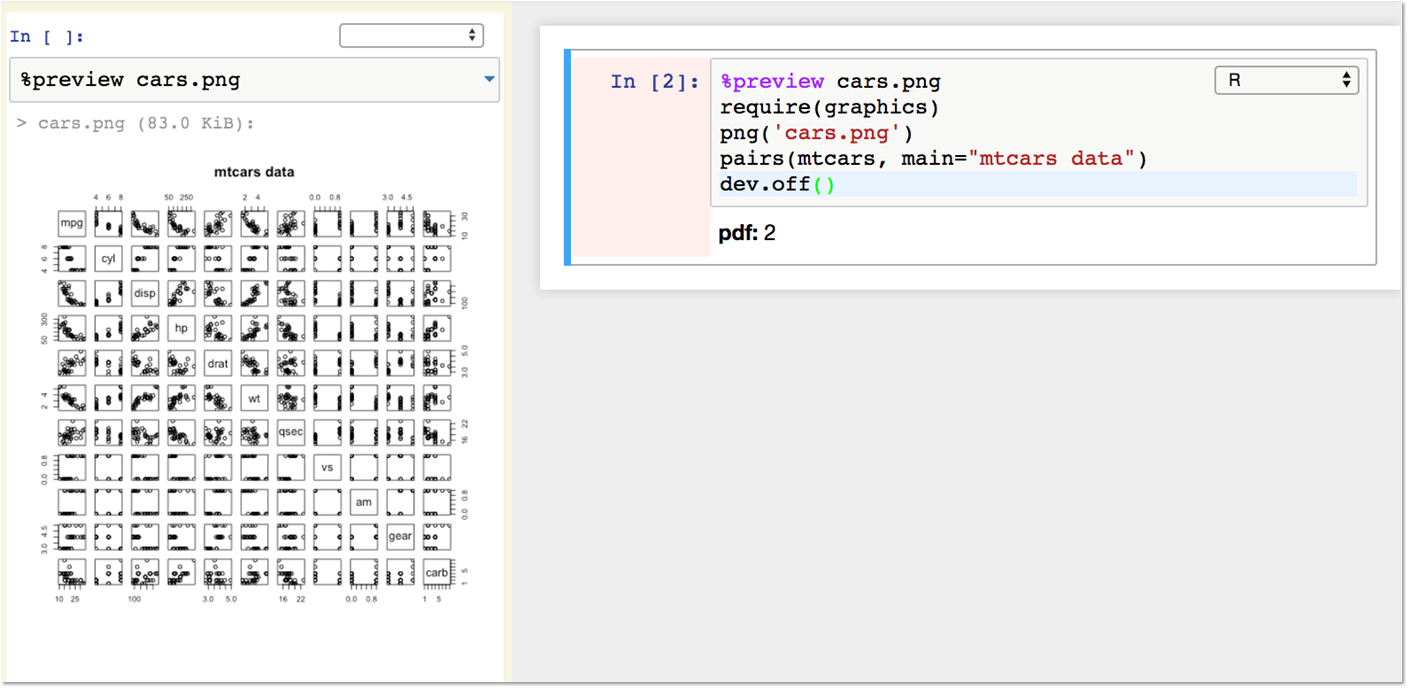 In [ ]:
%preview cars.png
> cars.png (83.0 KiB):
mtcars data
4 6 8 50 250 2 4 0.0 0.8 3.0 4.5
mpg 10 30
4 6 8 cyl
disp 100
50 300 hp
drat 3.0 5.0
2 4 wt
qsec 16 22
0.0 0.8 vs
am 0.0 0.8
3.0 4.5 gear
carb 1 5
10 25 100 3.0 5.0 16 22 0.0 0.8 1 5
In [2]:
%preview cars.png
R
require(graphics)
png('cars.png')
pairs(mtcars, main="mtcars data")
dev.off()
pdf: 2